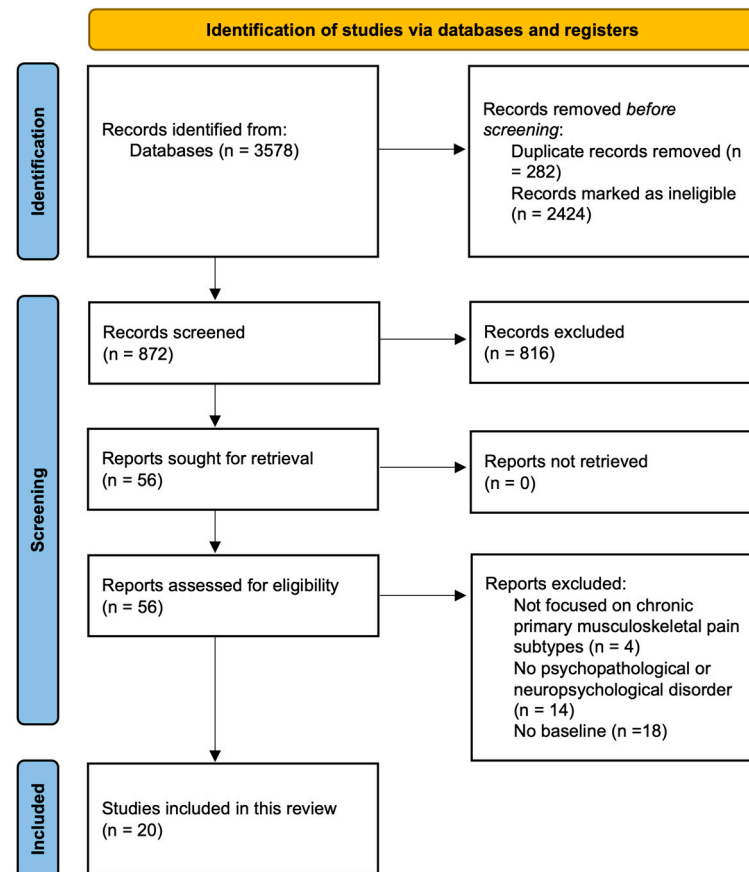 Identification of studies via databases and registers
Identification
Records identified from:
Databases (n = 3578)
Records removed before
screening:
Duplicate records removed (n
= 282)
Records marked as ineligible
(n = 2424)
Screening
Records screened
(n = 872)
Records excluded
(n = 816)
Reports sought for retrieval
(n = 56)
Reports not retrieved
(n = 0)
Reports assessed for eligibility
(n = 56)
Reports excluded:
Not focused on chronic
primary musculoskeletal pain
subtypes (n = 4)
No psychopathological or
neuropsychological disorder
(n = 14)
No baseline (n =18)
Included
Studies included in this review
(n = 20)